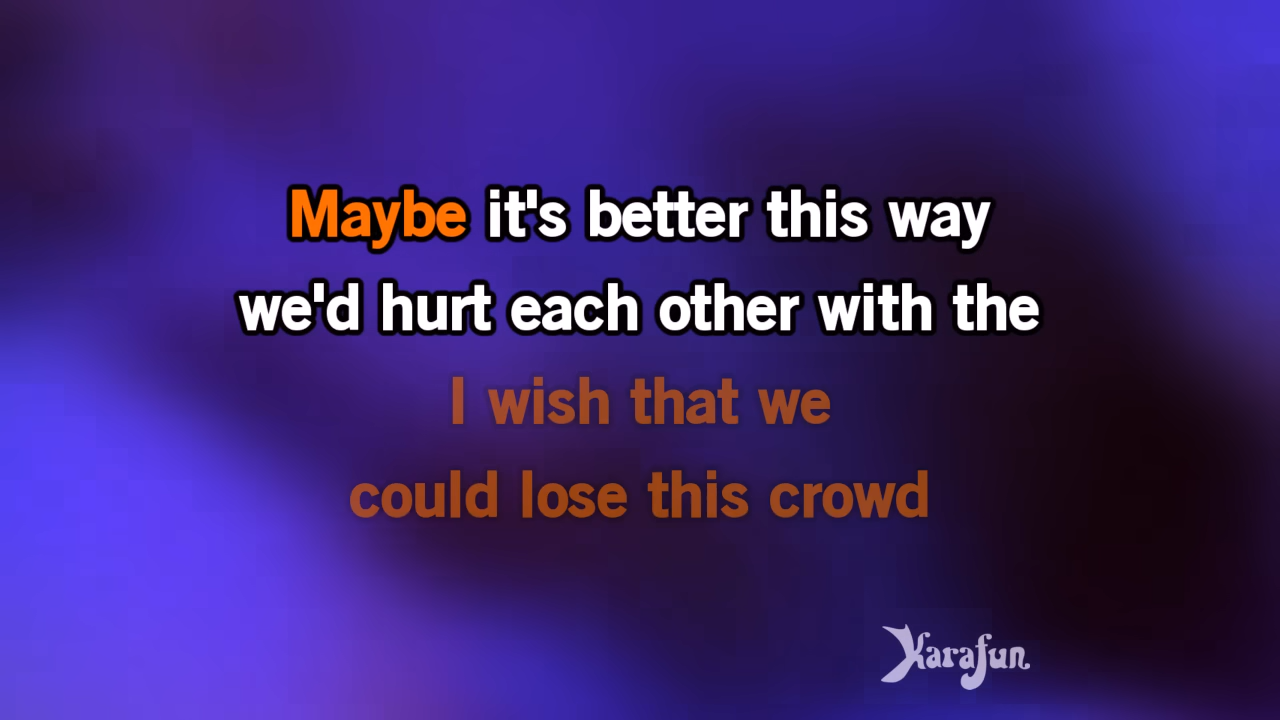 Maybe it's better this way
we'd hurt each other with the
I wish that we
could lose this crowd
Karafun